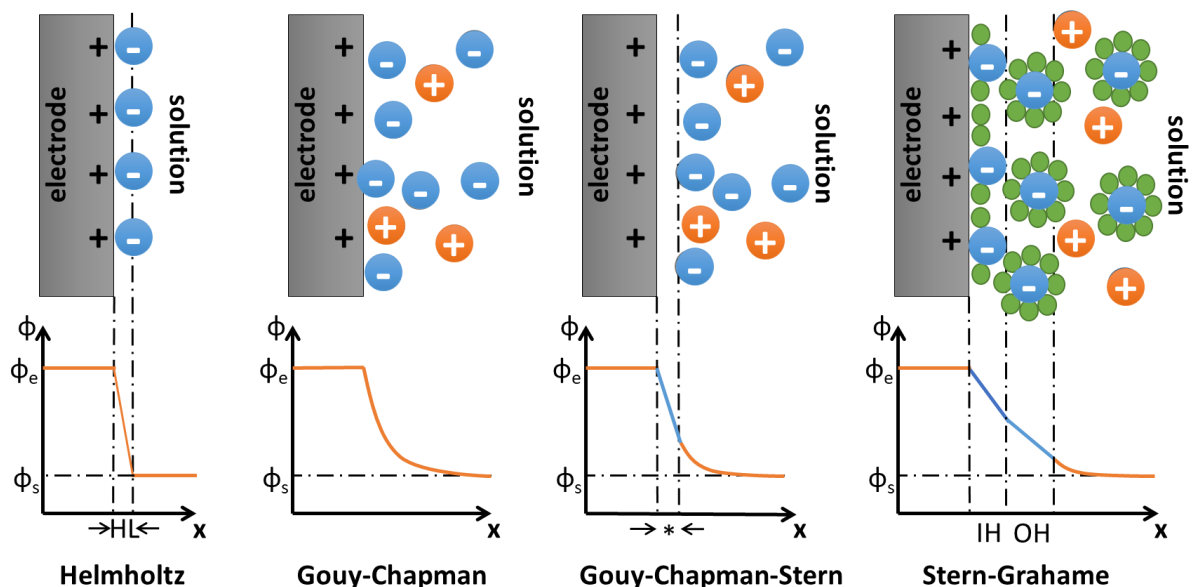 electrode
+
+
+
+
-
-
-
-
solution
Φ
Φe
Φs
HL
x
Helmholtz
electrode
+
+
+
+
-
-
+
-
-
-
-
+
+
-
solution
Φ
Φe
Φs
x
Gouy-Chapman
electrode
+
+
+
+
-
-
+
-
-
-
-
+
+
-
solution
Φ
Φe
Φs
*
x
Gouy-Chapman-Stern
electrode
+
+
+
+
+
-
-
-
+
-
-
-
-
+
-
+
solution
Φ
Φe
Φs
IH OH
x
Stern-Grahame